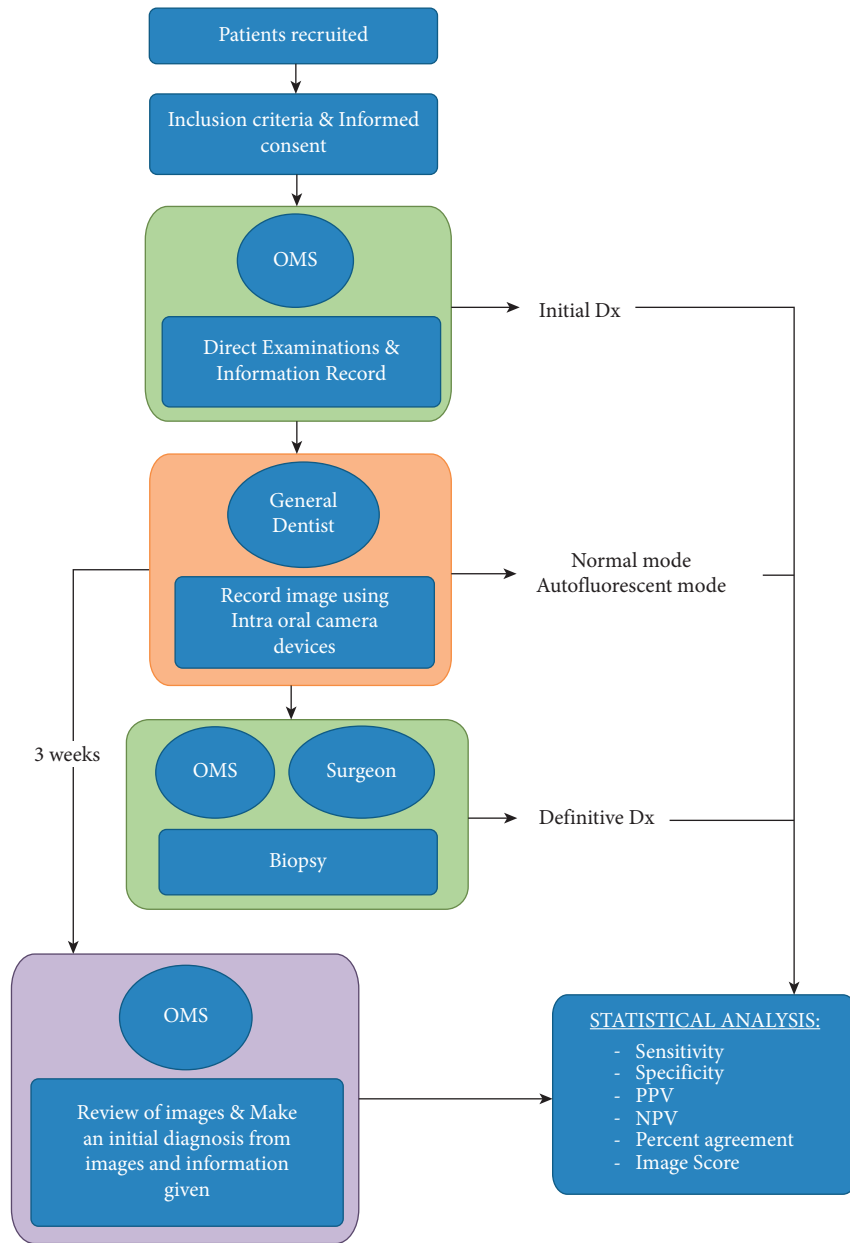 Patients recruited
Inclusion criteria & Informed
consent
OMS
Direct Examinations &
Information Record
Initial Dx
General
Dentist
Record image using
Intra oral camera
devices
Normal mode
Autofluorescent mode
3 weeks
OMS
Surgeon
Biopsy
Definitive Dx
OMS
Review of images & Make
an initial diagnosis from
images and information
given
STATISTICAL ANALYSIS:
- Sensitivity
- Specificity
- PPV
- NPV
- Percent agreement
- Image Score